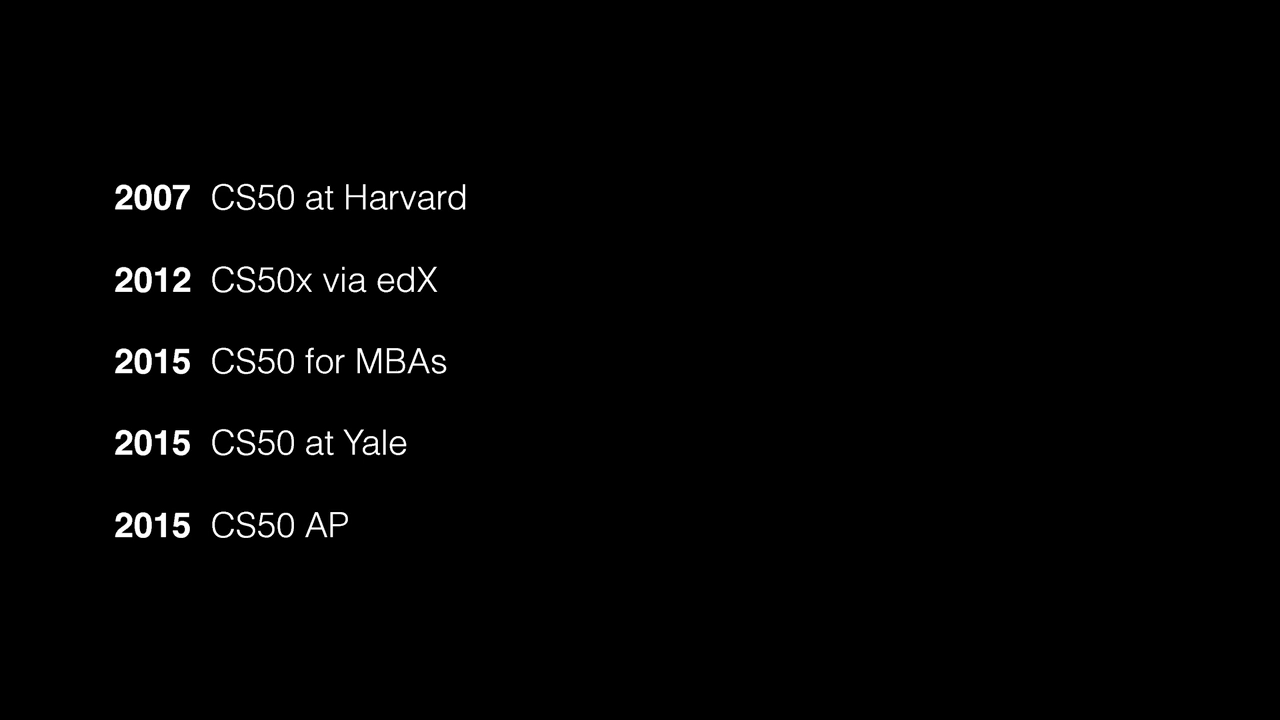 2007 CS50 at Harvard
2012 CS50x via edX
2015 CS50 for MBAs
2015 CS50 at Yale
2015 CS50 AP